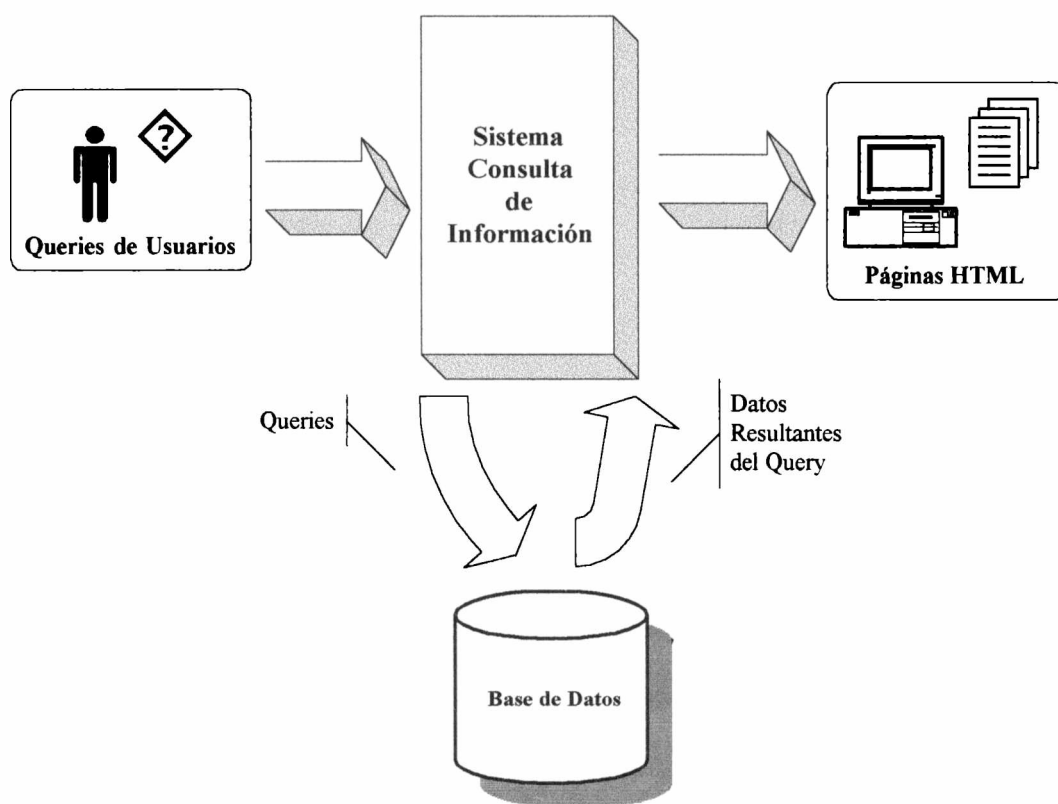 ?
Queries de Usuarios
Sistema
Consulta
de
Información
Páginas HTML
Queries
Datos
Resultantes
del Query
Base de Datos